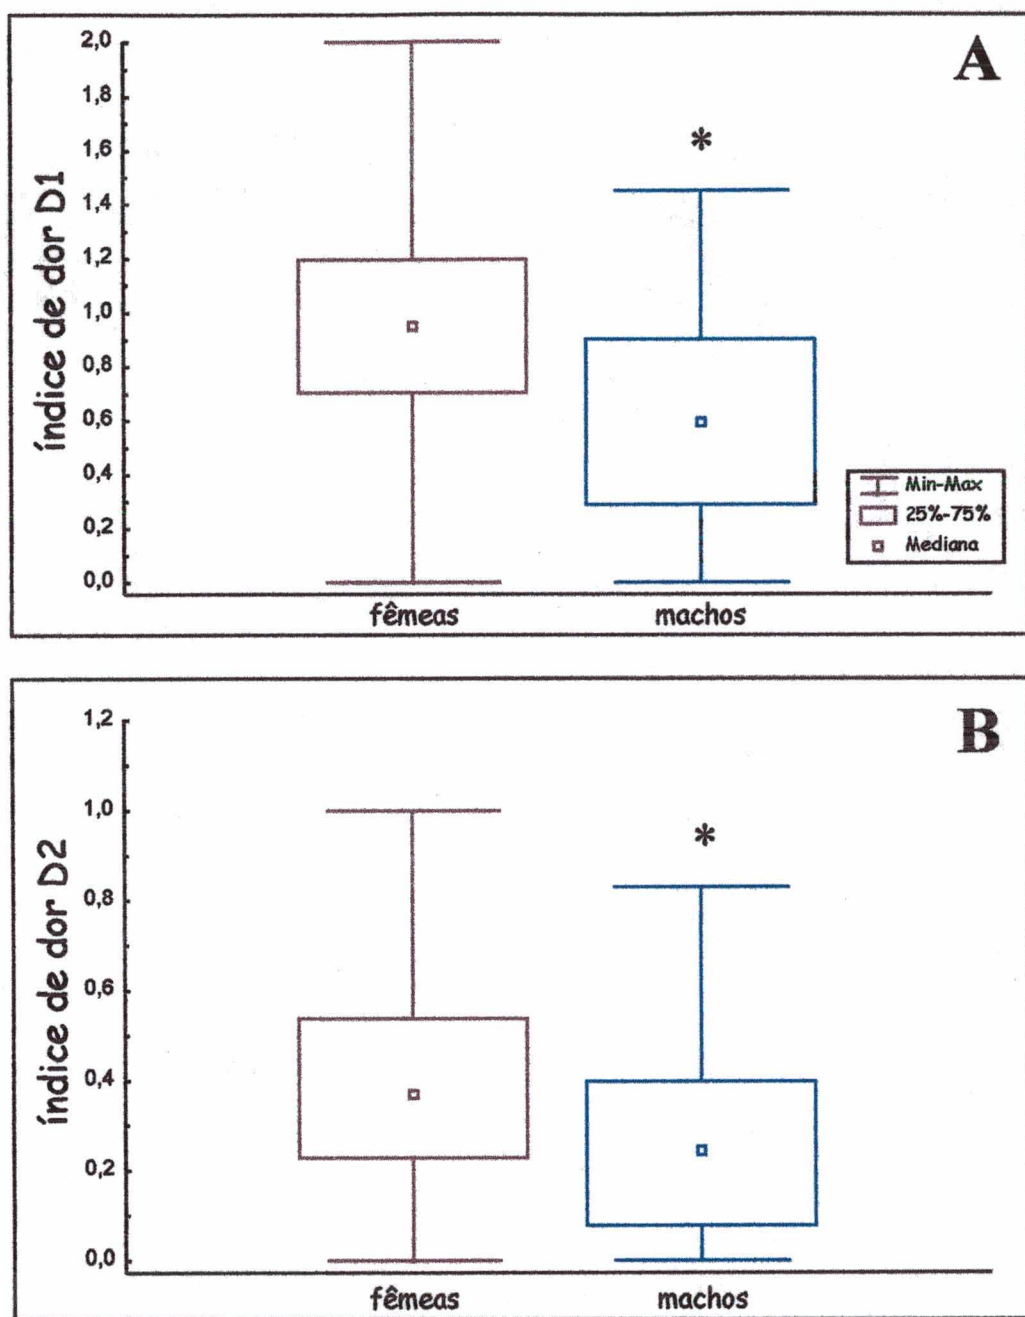 A
índice de dor D1
2,0
1,8
1,6
1,4
1,2
1,0
0,8
0,6
0,4
0,2
0,0
*
Min-Max
25%-75%
Mediana
fêmeas machos
B
índice de dor D2
1,2
1,0
0,8
0,6
0,4
0,2
0,0
*
fêmeas machos